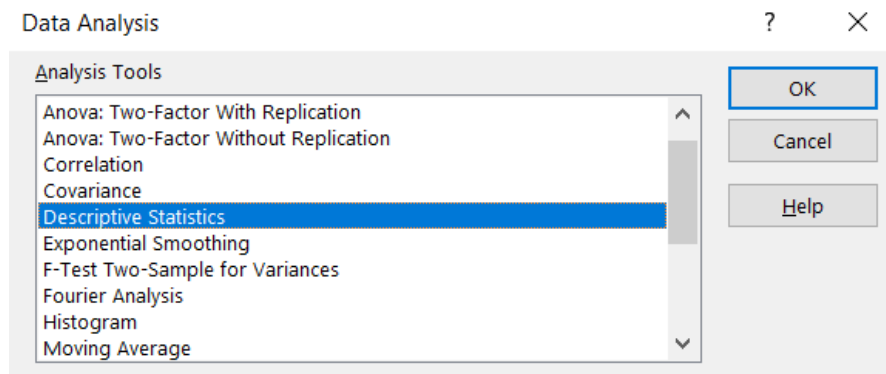 Data Analysis
?
Analysis Tools
Anova: Two-Factor With Replication
Anova: Two-Factor Without Replication
Correlation
Covariance
Descriptive Statistics
Exponential Smoothing
F-Test Two-Sample for Variances
Fourier Analysis
Histogram
Moving Average
OK
Cancel
Help